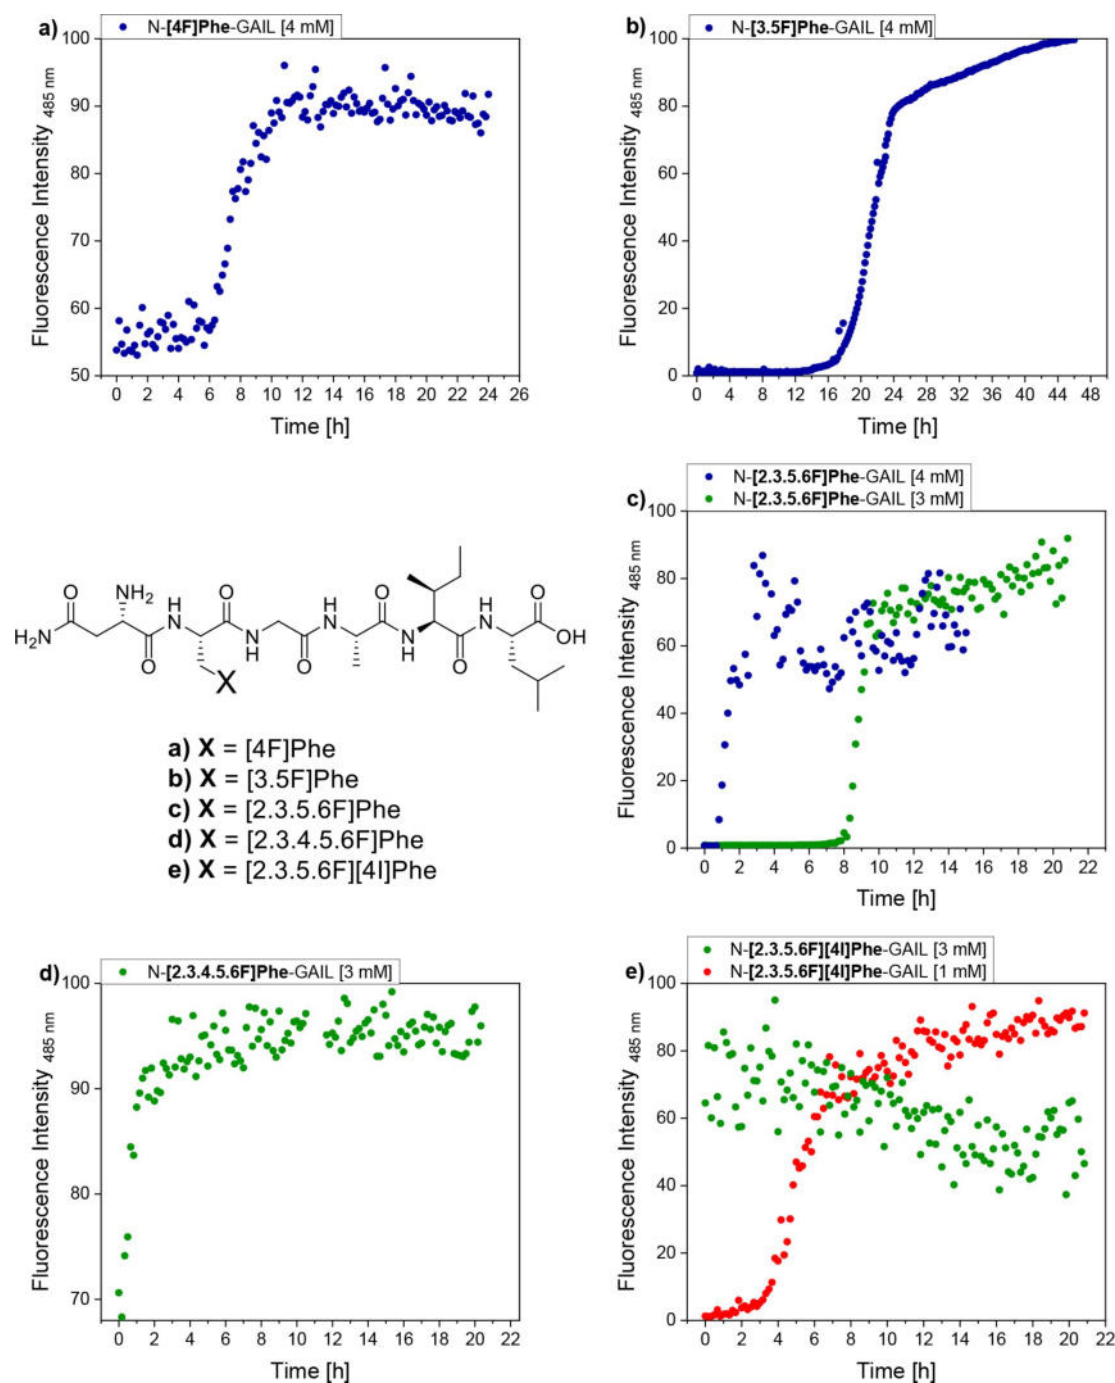 a)
N-[4F]Phe-GAIL [4 mM]
100
90
80
70
60
50
Fluorescence Intensity 485 nm
0 2 4 6 8 10 12 14 16 18 20 22 24 26
Time [h]
b)
N-[3.5F]Phe-GAIL [4 mM]
100
80
60
40
20
0
Fluorescence Intensity 485 nm
0 4 8 12 16 20 24 28 32 36 40 44 48
Time [h]
O NH₂ H O H O H O
H₂N N N N N OH
O H O H O
X
a) X = [4F]Phe
b) X = [3.5F]Phe
c) X = [2.3.5.6F]Phe
d) X = [2.3.4.5.6F]Phe
e) X = [2.3.5.6F][4I]Phe
c)
N-[2.3.5.6F]Phe-GAIL [4 mM]
N-[2.3.5.6F]Phe-GAIL [3 mM]
100
80
60
40
20
0
Fluorescence Intensity 485 nm
0 2 4 6 8 10 12 14 16 18 20 22
Time [h]
d)
N-[2.3.4.5.6F]Phe-GAIL [3 mM]
100
90
80
70
Fluorescence Intensity 485 nm
0 2 4 6 8 10 12 14 16 18 20 22
Time [h]
e)
N-[2.3.5.6F][4I]Phe-GAIL [3 mM]
N-[2.3.5.6F][4I]Phe-GAIL [1 mM]
100
80
60
40
20
0
Fluorescence Intensity 485 nm
0 2 4 6 8 10 12 14 16 18 20 22
Time [h]